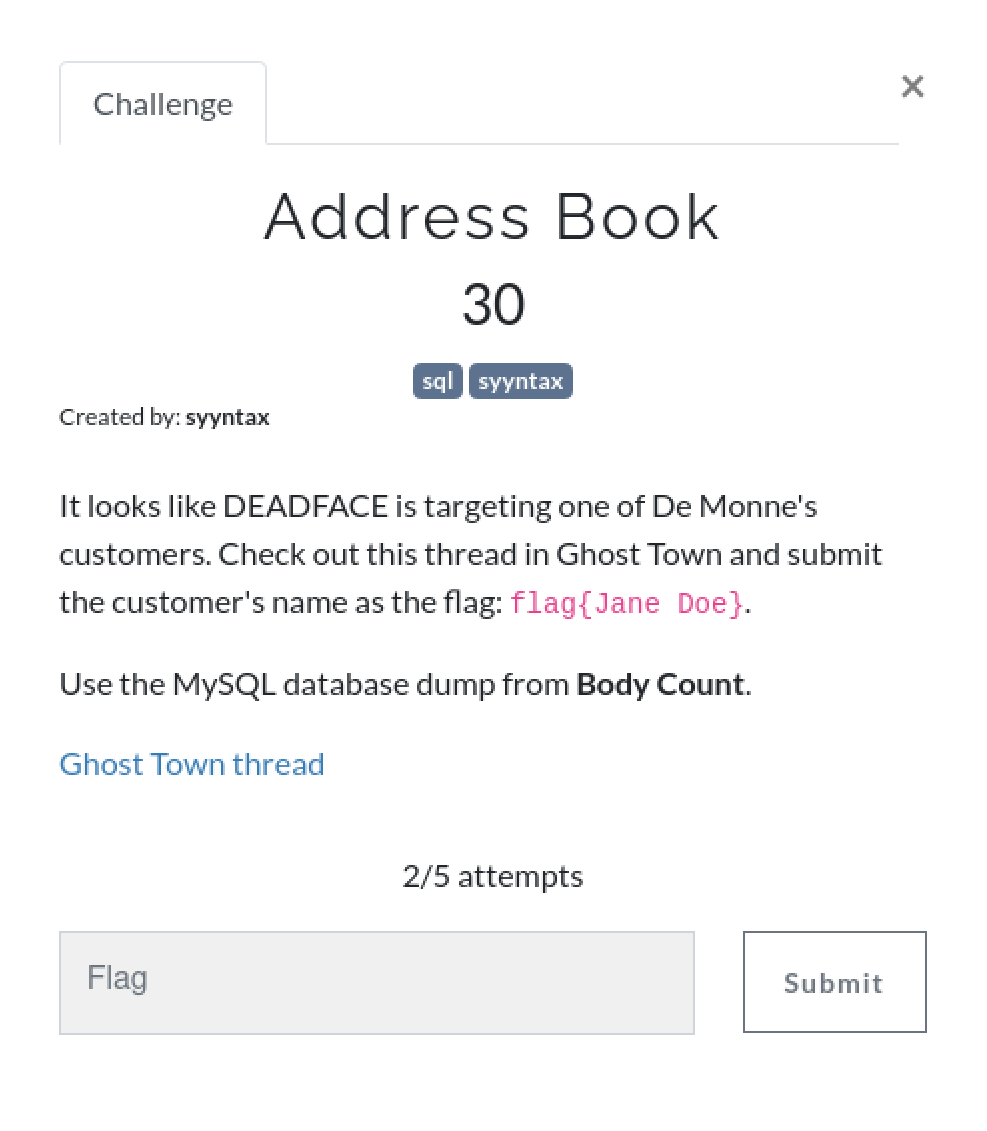 Challenge
×
Address Book
30
sql syyntax
Created by: syyntax
It looks like DEADFACE is targeting one of De Monne's
customers. Check out this thread in Ghost Town and submit
the customer's name as the flag: flag{Jane Doe}.
Use the MySQL database dump from Body Count.
Ghost Town thread
2/5 attempts
Flag
Submit